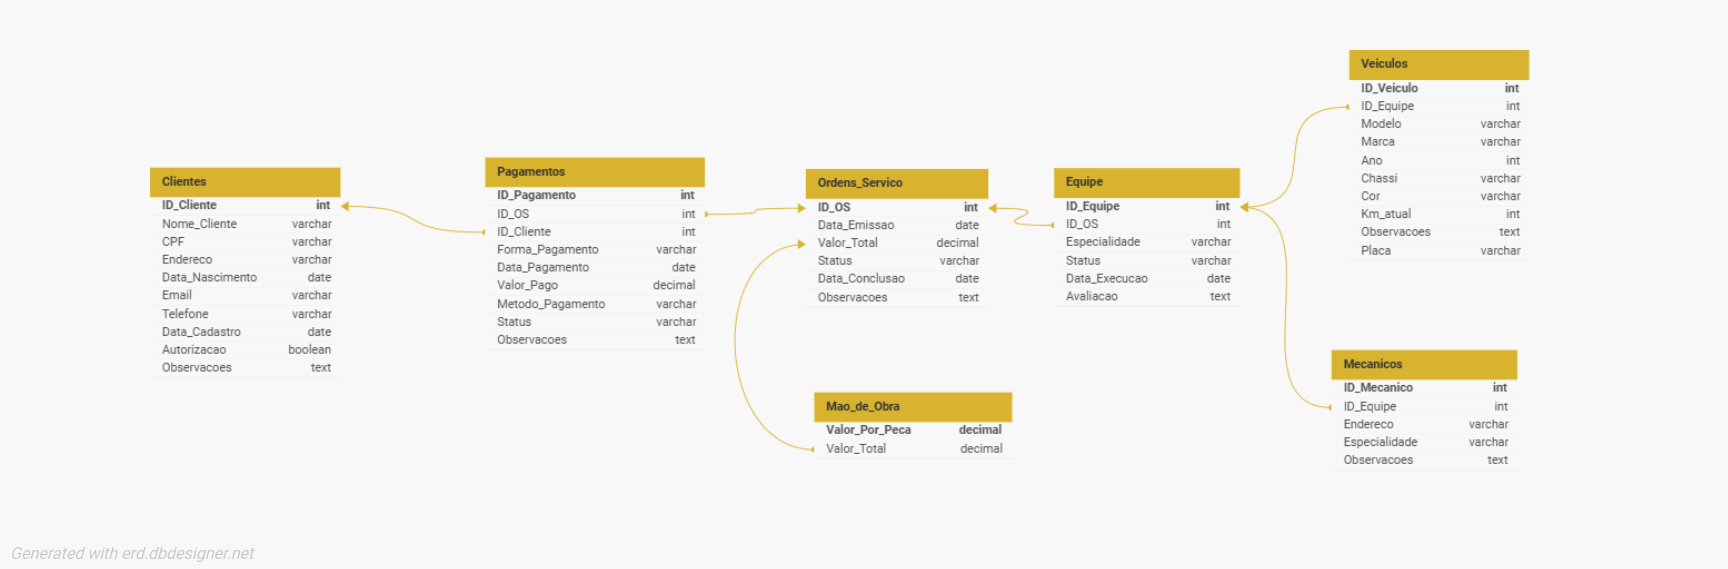 Clientes
ID_Cliente int
Nome_Cliente varchar
CPF varchar
Endereco varchar
Data_Nascimento date
Email varchar
Telefone varchar
Data_Cadastro date
Autorizacao boolean
Observacoes text
Pagamentos
ID_Pagamento int
ID_OS int
ID_Cliente int
Forma_Pagamento varchar
Data_Pagamento date
Valor_Pago decimal
Metodo_Pagamento varchar
Status varchar
Observacoes text
Ordens_Servico
ID_OS int
Data_Emissao date
Valor_Total decimal
Status varchar
Data_Conclusao date
Observacoes text
Mao_de_Obra
Valor_Por_Peca decimal
Valor_Total decimal
Equipe
ID_Equipe int
ID_OS int
Especialidade varchar
Status varchar
Data_Execucao date
Avaliacao text
Veiculos
ID_Veiculo int
ID_Equipe int
Modelo varchar
Marca varchar
Ano int
Chassi varchar
Cor varchar
Km_atual int
Observacoes text
Placa varchar
Mecanicos
ID_Mecanico int
ID_Equipe int
Endereco varchar
Especialidade varchar
Observacoes text
Generated with erd.dbdesigner.net